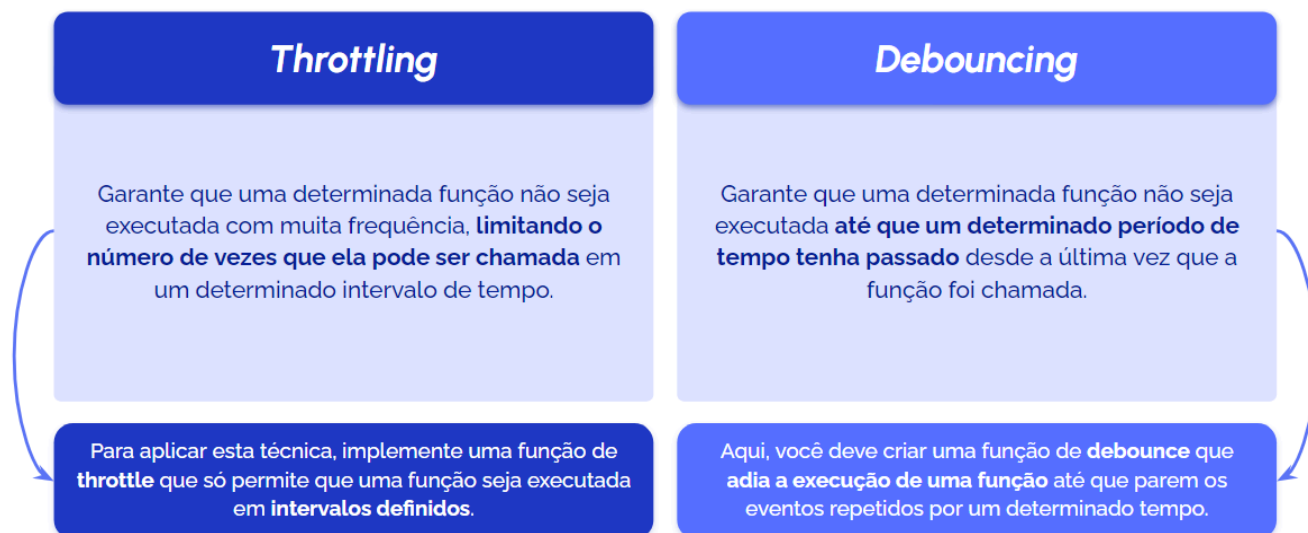 Throttling
Garante que uma determinada função não seja
executada com muita frequência, limitando o
número de vezes que ela pode ser chamada em
um determinado intervalo de tempo.
Para aplicar esta técnica, implemente uma função de
throttle que só permite que uma função seja executada
em intervalos definidos.
Debouncing
Garante que uma determinada função não seja
executada até que um determinado período de
tempo tenha passado desde a última vez que a
função foi chamada.
Aqui, você deve criar uma função de debounce que
adia a execução de uma função até que parem os
eventos repetidos por um determinado tempo.